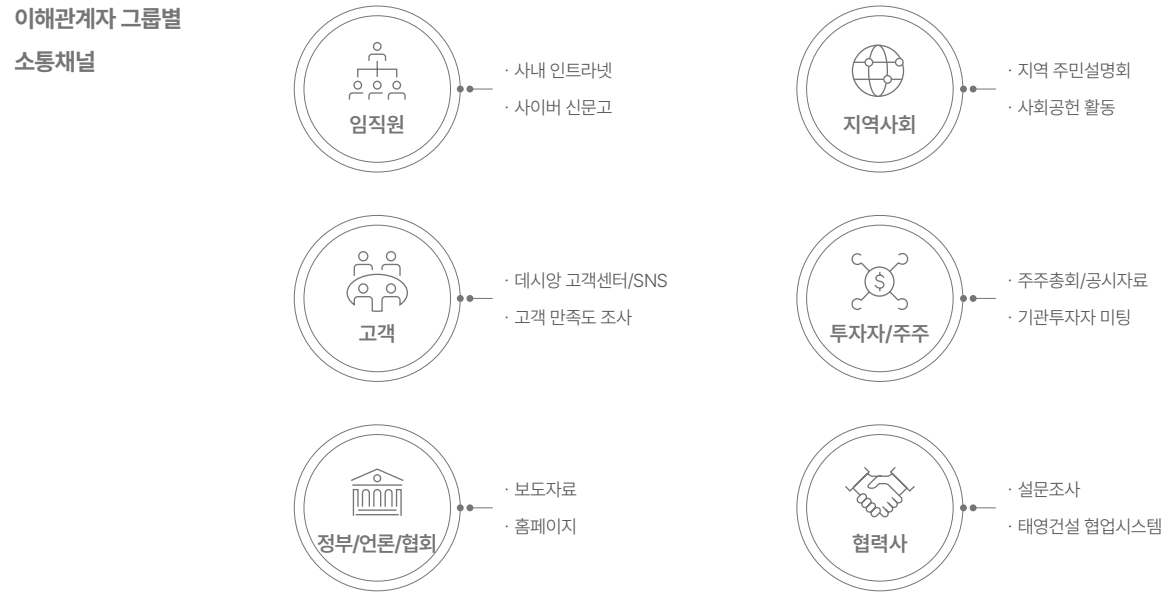 이해관계자 그룹별
소통채널
임직원
· 사내 인트라넷
· 사이버 신문고
지역사회
· 지역 주민설명회
· 사회공헌 활동
고객
· 데시앙 고객센터/SNS
· 고객 만족도 조사
$
투자자/주주
· 주주총회/공시자료
· 기관투자자 미팅
정부/언론/협회
· 보도자료
· 홈페이지
협력사
· 설문조사
· 태영건설 협업시스템